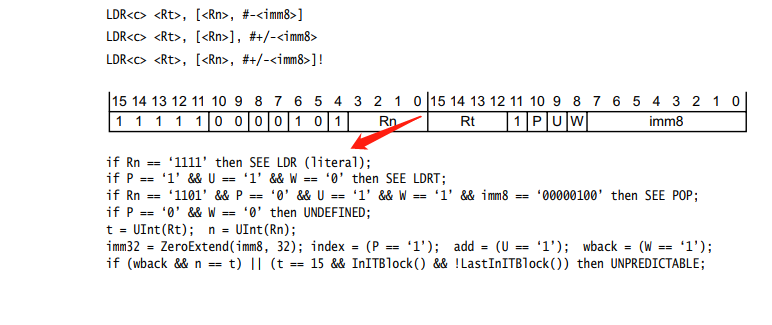 LDR<c> <Rt>, [<Rn>, #-<imm8>]
LDR<c> <Rt>, [<Rn>], #+/-<imm8>
LDR<c> <Rt>, [<Rn>, #+/-<imm8>]!
15 14 13 12 11 10 9 8 7 6 5 4 3 2 1 0 15 14 13 12 11 10 9 8 7 6 5 4 3 2 1 0
1 1 1 1 1 0 0 0 0 1 0 1 Rn Rt 1 P U W imm8
if Rn == ‘1111’ then SEE LDR (literal);
if P == ‘1’ && U == ‘1’ && W == ‘0’ then SEE LDRT;
if Rn == ‘1101’ && P == ‘0’ && U == ‘1’ && W == ‘1’ && imm8 == ‘00000100’ then SEE POP;
if P == ‘0’ && W == ‘0’ then UNDEFINED;
t = UInt(Rt); n = UInt(Rn);
imm32 = ZeroExtend(imm8, 32); index = (P == ‘1’); add = (U == ‘1’); wback = (W == ‘1’);
if (wback && n == t) || (t == 15 && InITBlock() && !LastInITBlock()) then UNPREDICTABLE;